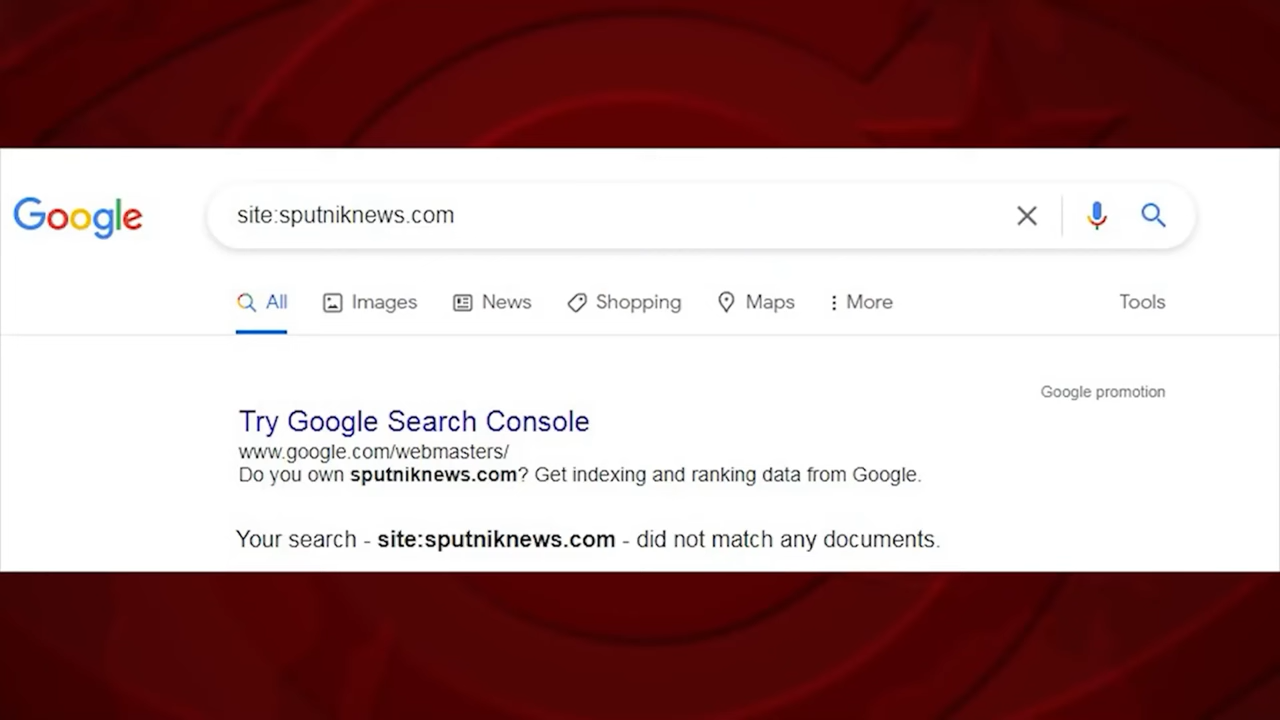 Google
site:sputniknews.com
All Images News Shopping Maps More Tools
Google promotion
Try Google Search Console
www.google.com/webmasters/
Do you own sputniknews.com? Get indexing and ranking data from Google.
Your search - site:sputniknews.com - did not match any documents.